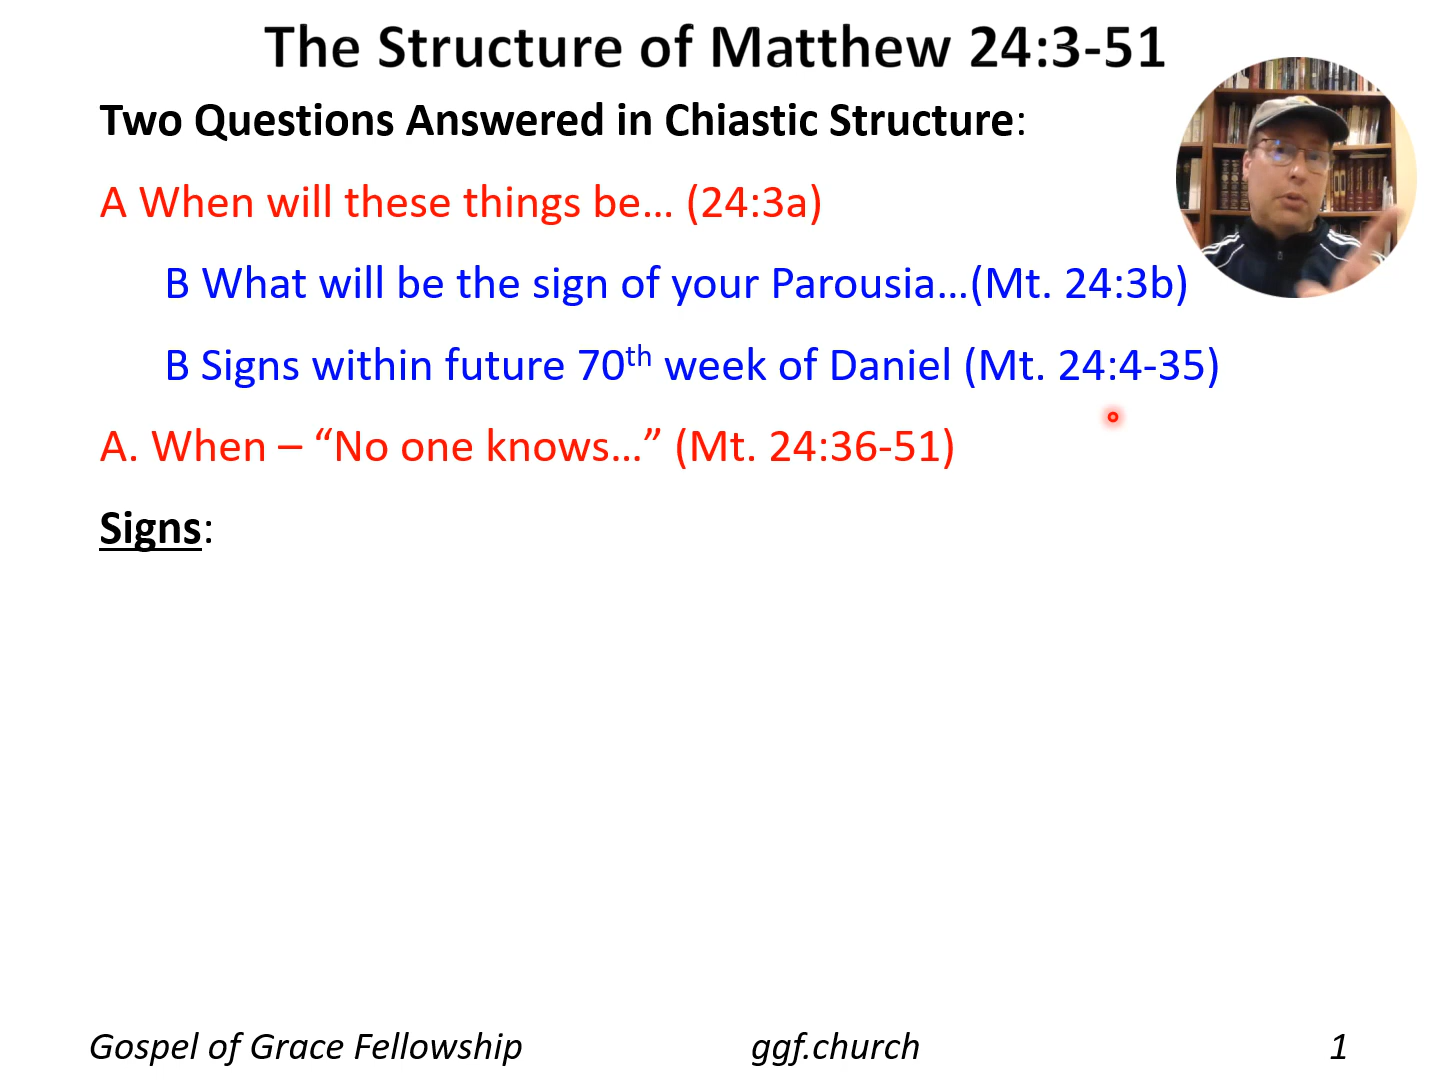 The Structure of Matthew 24:3-51
Two Questions Answered in Chiastic Structure:
A When will these things be… (24:3a)
B What will be the sign of your Parousia…(Mt. 24:3b)
B Signs within future 70th week of Daniel (Mt. 24:4-35)
A. When – “No one knows…” (Mt. 24:36-51)
Signs:
Gospel of Grace Fellowship ggf.church 1